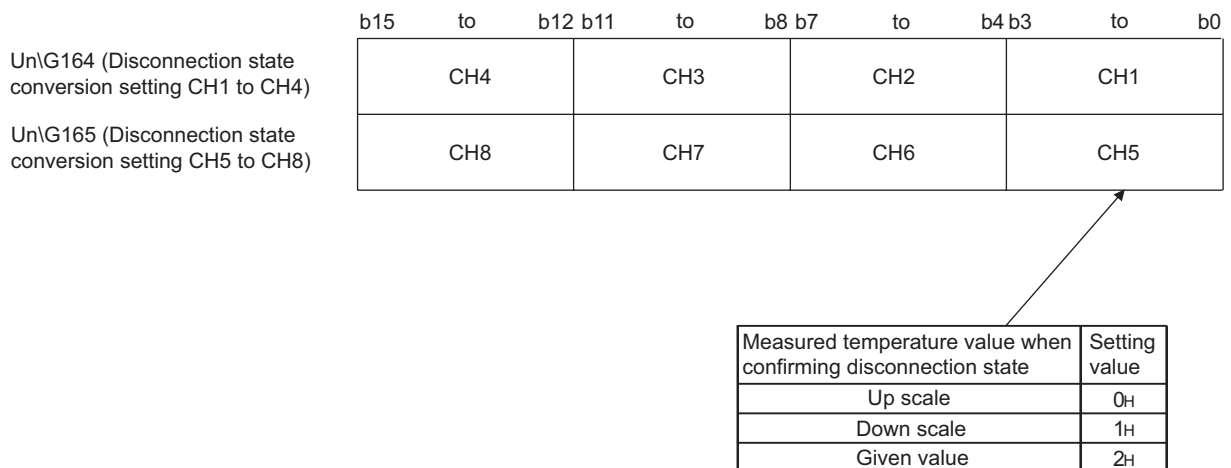 b15 to b12 b11 to b8 b7 to b4 b3 to b0
Un\G164 (Disconnection state
conversion setting CH1 to CH4)
CH4 CH3 CH2 CH1
Un\G165 (Disconnection state
conversion setting CH5 to CH8)
CH8 CH7 CH6 CH5
Measured temperature value when
confirming disconnection state
Setting
value
Up scale 0H
Down scale 1H
Given value 2H